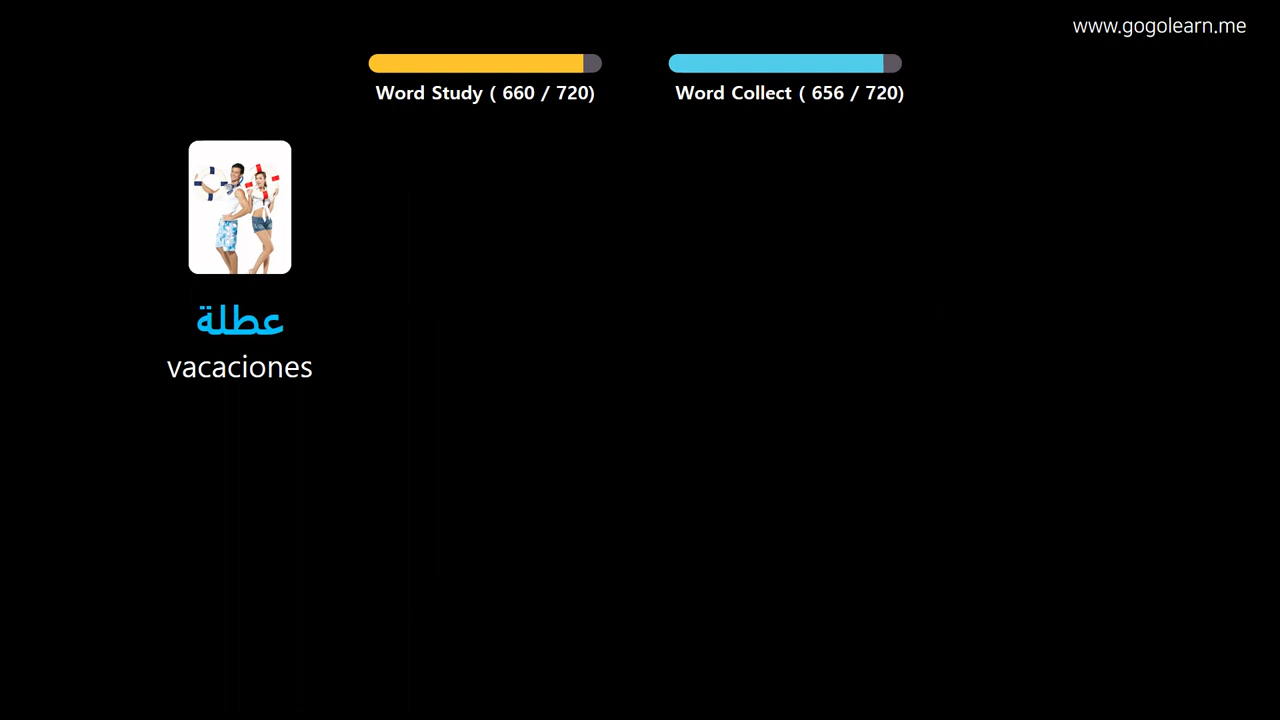 www.gogolearn.me
Word Study ( 660 / 720)
Word Collect ( 656 / 720)
عطلة
vacaciones